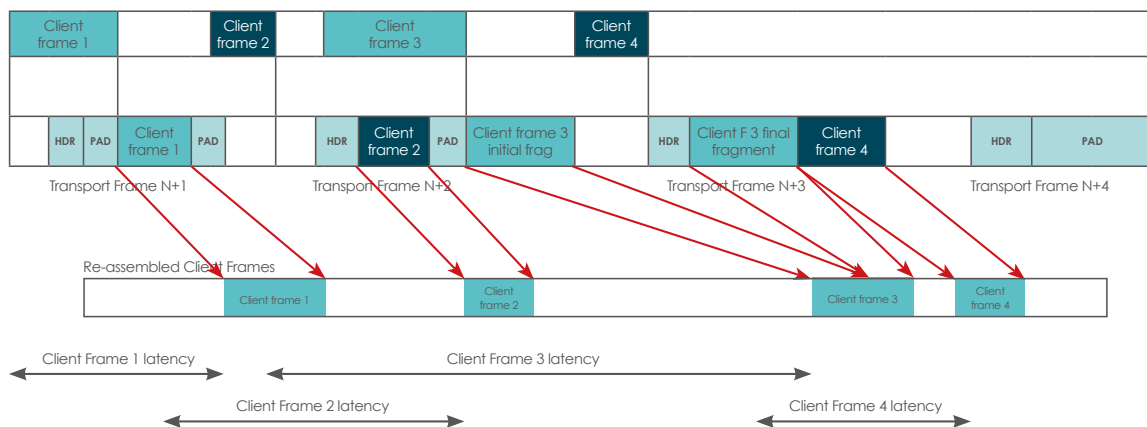 Client
frame 1
Client
frame 2
Client
frame 3
Client
frame 4
HDR
PAD
Client
frame 1
PAD
HDR
Client
frame 2
PAD
Client frame 3
initial frag
HDR
Client F 3 final
fragment
Client
frame 4
HDR
PAD
Transport Frame N+1
Transport Frame N+2
Transport Frame N+3
Transport Frame N+4
Re-assembled Client Frames
Client frame 1
Client
frame 2
Client frame 3
Client
frame 4
Client Frame 1 latency
Client Frame 3 latency
Client Frame 2 latency
Client Frame 4 latency